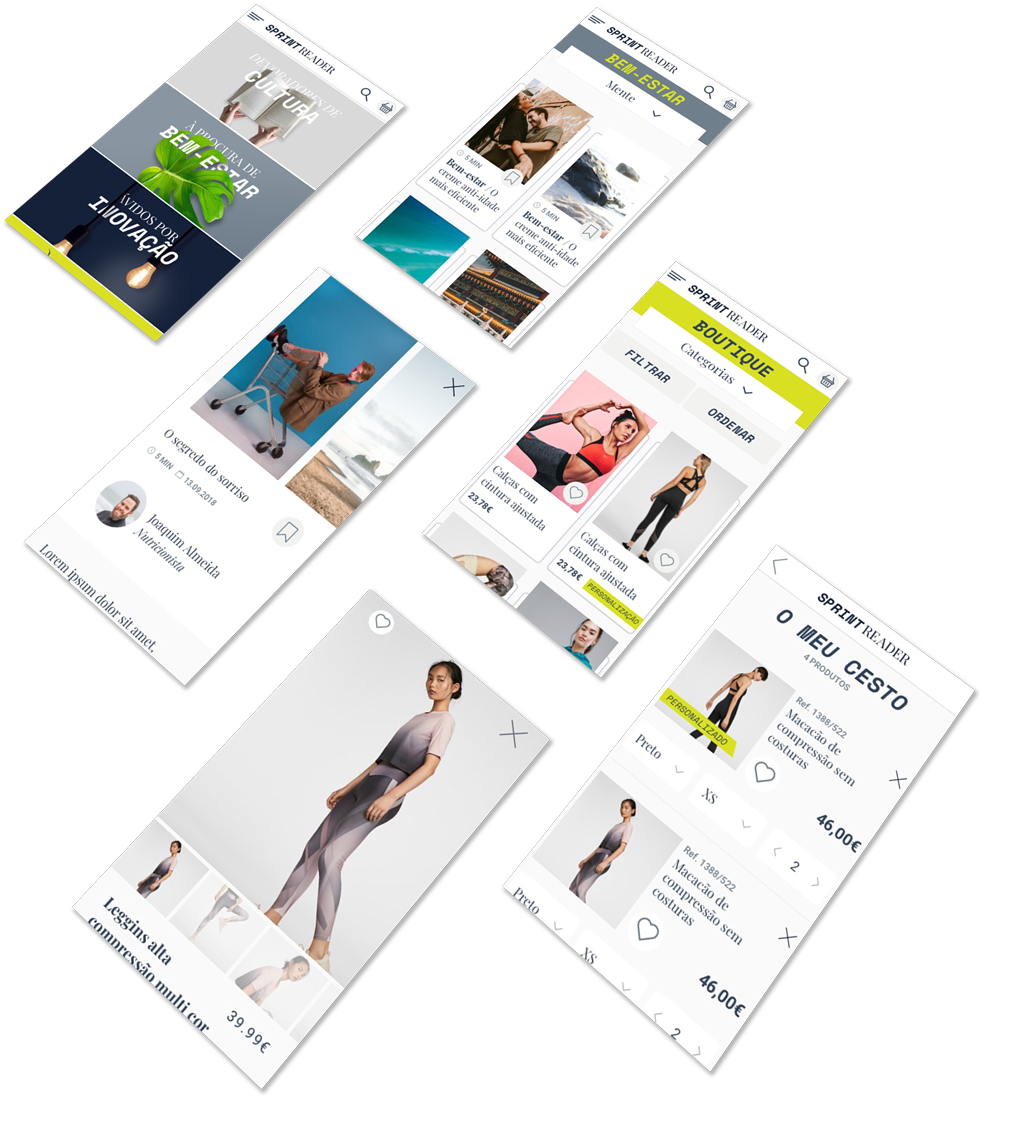 SPRINT READER
DEVORADORES DE
CULTURA
À PROCURA DE
BEM-ESTAR
ÁVIDOS POR
INOVAÇÃO
SPRINT READER
BEM-ESTAR
Mente
5 MIN
Bem-estar / O
creme anti-idade
mais eficiente
5 MIN
Bem-estar / O
creme anti-idade
mais eficiente
O segredo do sorriso
5 MIN 13.09.2018
Joaquim Almeida
Nutricionista
Lorem ipsum dolor sit amet,
SPRINT READER
BOUTIQUE
Categorias
FILTRAR
ORDENAR
Calças com
cintura ajustada
23,78€
Calças com
cintura ajustada
23,78€
PERSONALIZAÇÃO
Leggins alta
compressão multi cor
39.99€
SPRINT READER
O MEU CESTO
4 PRODUTOS
PERSONALIZADO
Ref. 1388/522
Macacão de
compressão sem
costuras
Preto
XS
46,00€
2
Ref. 1388/522
Macacão de
compressão sem
costuras
Preto
XS
46,00€
2